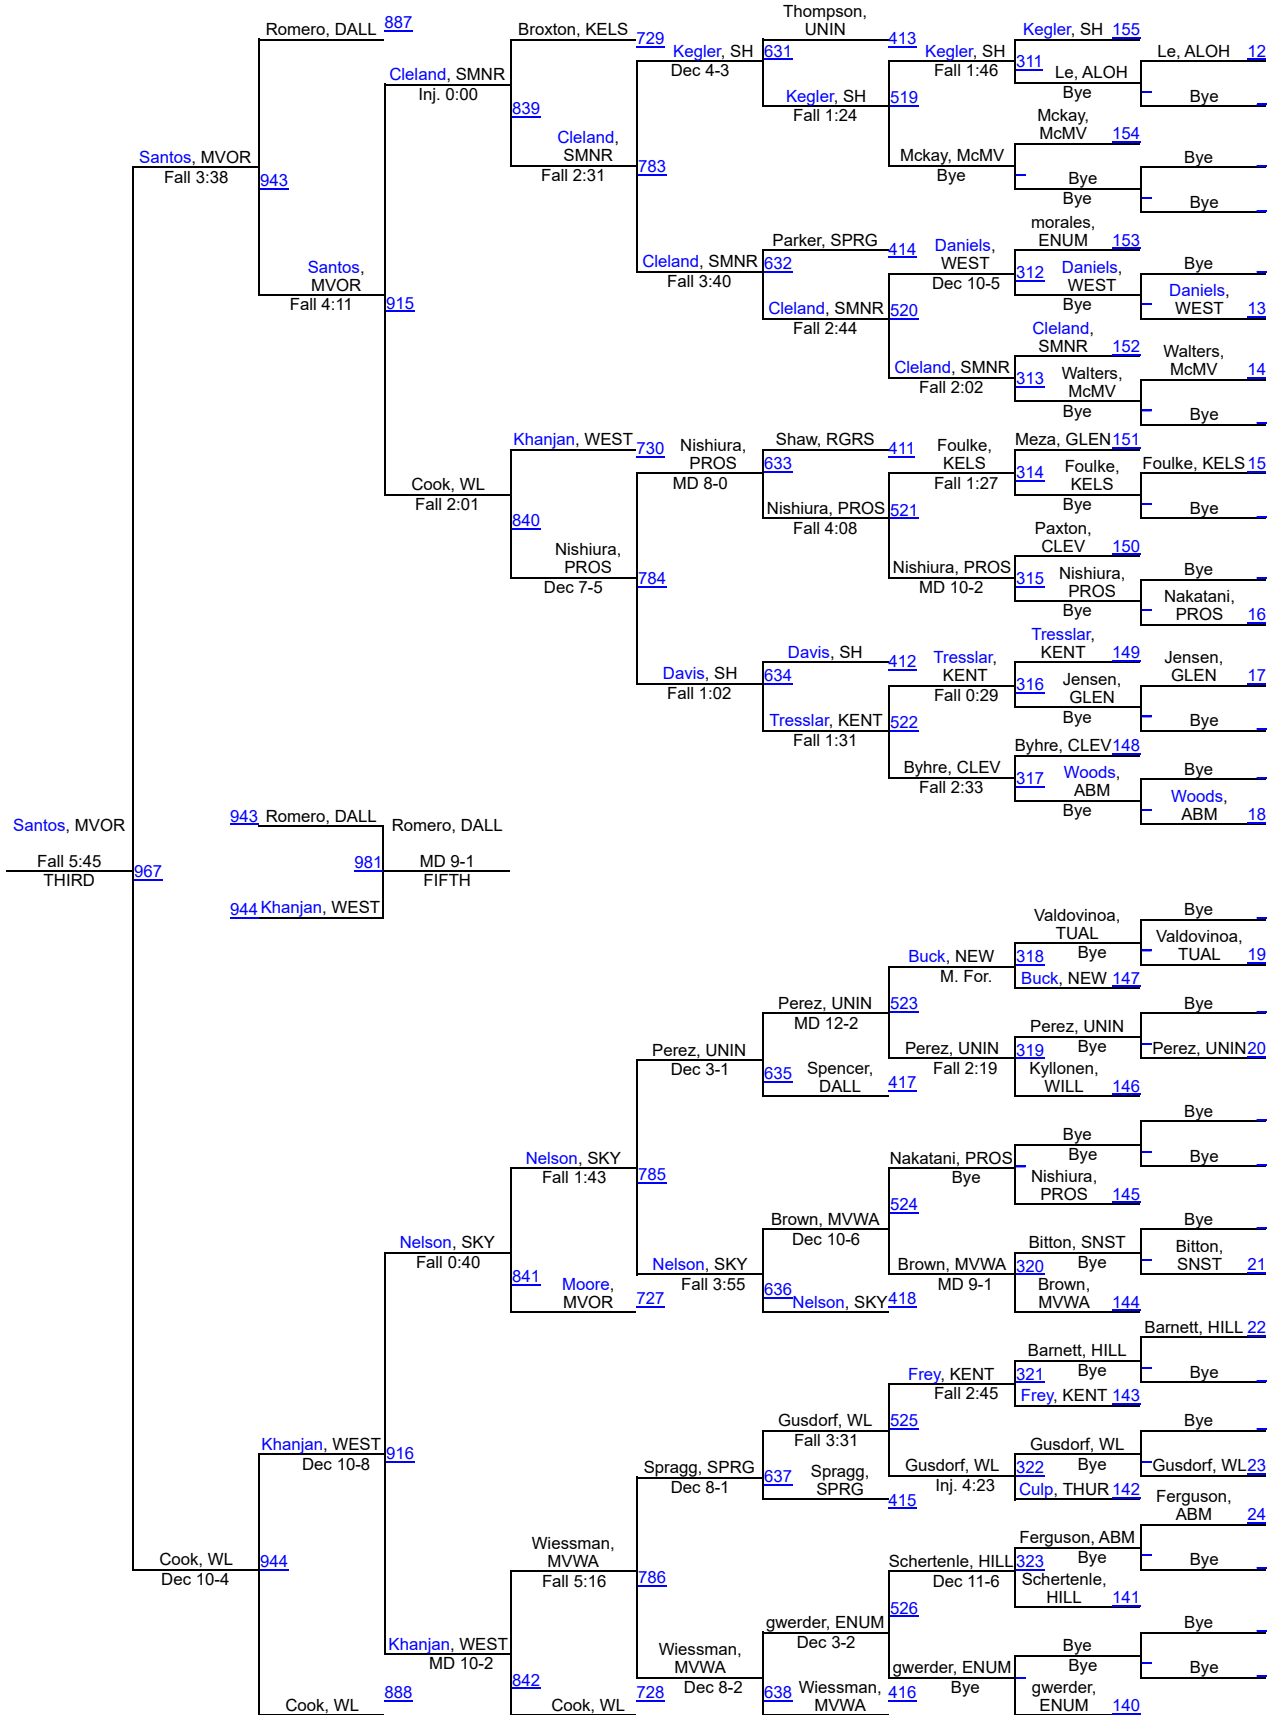 Romero, DALL 887
Broxton, KELS 729
Thompson,
UNIN 413
Kegler, SH 155
Le, ALOH 12
Kegler, SH 631
Dec 4-3
Kegler, SH
Fall 1:46
311
Le, ALOH
Bye
Bye
Cleland, SMNR
Inj. 0:00
839
Kegler, SH 519
Fall 1:24
Mckay,
McMV 154
Cleland,
SMNR 783
Fall 2:31
Mckay, McMV
Bye
Bye
Santos, MVOR
Fall 3:38
943
Bye
Bye
Bye
morales,
ENUM 153
Parker, SPRG 414
Daniels,
WEST
Dec 10-5
312
Daniels,
WEST
Bye
Bye
Daniels,
WEST 13
Cleland, SMNR 632
Fall 3:40
Santos,
MVOR
Fall 4:11
915
Cleland, SMNR 520
Fall 2:44
Cleland,
SMNR 152
Walters,
McMV 14
Cleland, SMNR 313
Fall 2:02
Walters,
McMV
Bye
Bye
Khanjan, WEST 730
Nishiura,
PROS
MD 8-0
633
Shaw, RGRS 411
Foulke,
KELS
Fall 1:27
Meza, GLEN 151
314
Foulke,
KELS
Bye
Foulke, KELS 15
Bye
Cook, WL
Fall 2:01
840
Nishiura, PROS 521
Fall 4:08
Paxton,
CLEV 150
Nishiura,
PROS
Dec 7-5
784
Nishiura, PROS 315
MD 10-2
Nishiura,
PROS
Bye
Bye
Nakatani,
PROS 16
Davis, SH 412
Tresslar,
KENT 149
Jensen,
GLEN 17
Davis, SH 634
Fall 1:02
Tresslar,
KENT
Fall 0:29
316
Jensen,
GLEN
Bye
Bye
Tresslar, KENT 522
Fall 1:31
Byhre, CLEV 148
Byhre, CLEV 317
Fall 2:33
Woods,
ABM
Bye
Bye
Woods,
ABM 18
Santos, MVOR
943 Romero, DALL
Romero, DALL
Fall 5:45
THIRD
967
981
MD 9-1
FIFTH
944 Khanjan, WEST
Valdovinoa,
TUAL
Bye
Bye
Valdovinoa,
TUAL 19
Buck, NEW 318
M. For.
Buck, NEW 147
Perez, UNIN 523
MD 12-2
Bye
Perez, UNIN
Dec 3-1
Perez, UNIN
Fall 2:19
Perez, UNIN
319
Bye
Perez, UNIN 20
635
Spencer,
DALL 417
Kyllonen,
WILL 146
Bye
Nelson, SKY 785
Fall 1:43
Nakatani, PROS
Bye
Bye
Bye
Bye
Nishiura,
PROS 145
524
Brown, MVWA
Dec 10-6
Bye
Nelson, SKY
Fall 0:40
841
Nelson, SKY
Fall 3:55
Brown, MVWA 320
MD 9-1
Bitton, SNST
Bye
Bitton,
SNST 21
Moore,
MVOR 727
636
Nelson, SKY 418
Brown,
MVWA 144
Barnett, HILL 22
Frey, KENT 321
Fall 2:45
Barnett, HILL
Bye
Bye
Frey, KENT 143
Gusdorf, WL 525
Fall 3:31
Bye
Khanjan, WEST 916
Dec 10-8
Spragg, SPRG 637
Dec 8-1
Spragg,
SPRG 415
Gusdorf, WL
Inj. 4:23
Gusdorf, WL
322
Bye
Gusdorf, WL 23
Culp, THUR 142
Ferguson,
ABM 24
Cook, WL 944
Dec 10-4
Wiessman,
MVWA
Fall 5:16
786
Schertenle, HILL 323
Dec 11-6
Ferguson, ABM
Bye
Bye
Schertenle,
HILL 141
526
gwerder, ENUM
Dec 3-2
Bye
Khanjan, WEST
MD 10-2
842
Wiessman,
MVWA
Dec 8-2
gwerder, ENUM
Bye
Bye
Bye
Bye
Cook, WL 888
Cook, WL 728
638
Wiessman,
MVWA 416
gwerder,
ENUM 140